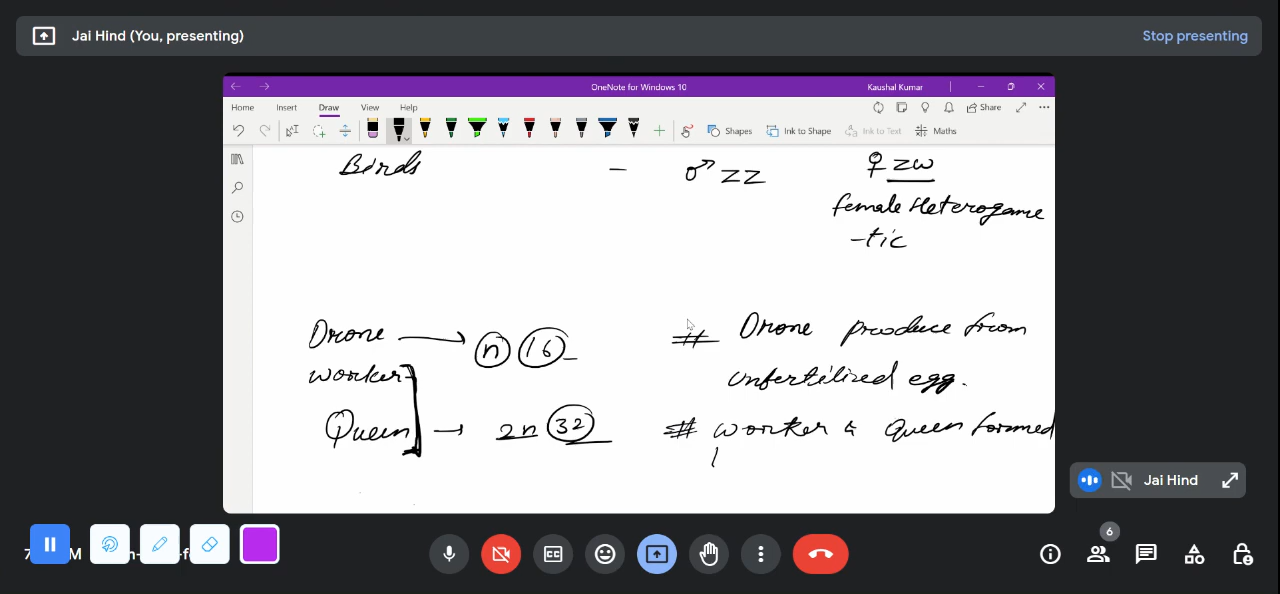 Jai Hind (You, presenting)
Stop presenting
OneNote for Windows 10
Kaushal Kumar
Home Insert Draw View Help
Share
Shapes Ink to Shape Ink to Text Maths
Birds - ♂ ZZ ♀ ZW
female Heterogame
-tic
Drone → n 16
# Drone produce from
worker
unfertilized egg.
Queen → 2n 32
# worker & Queen formed
Jai Hind
6